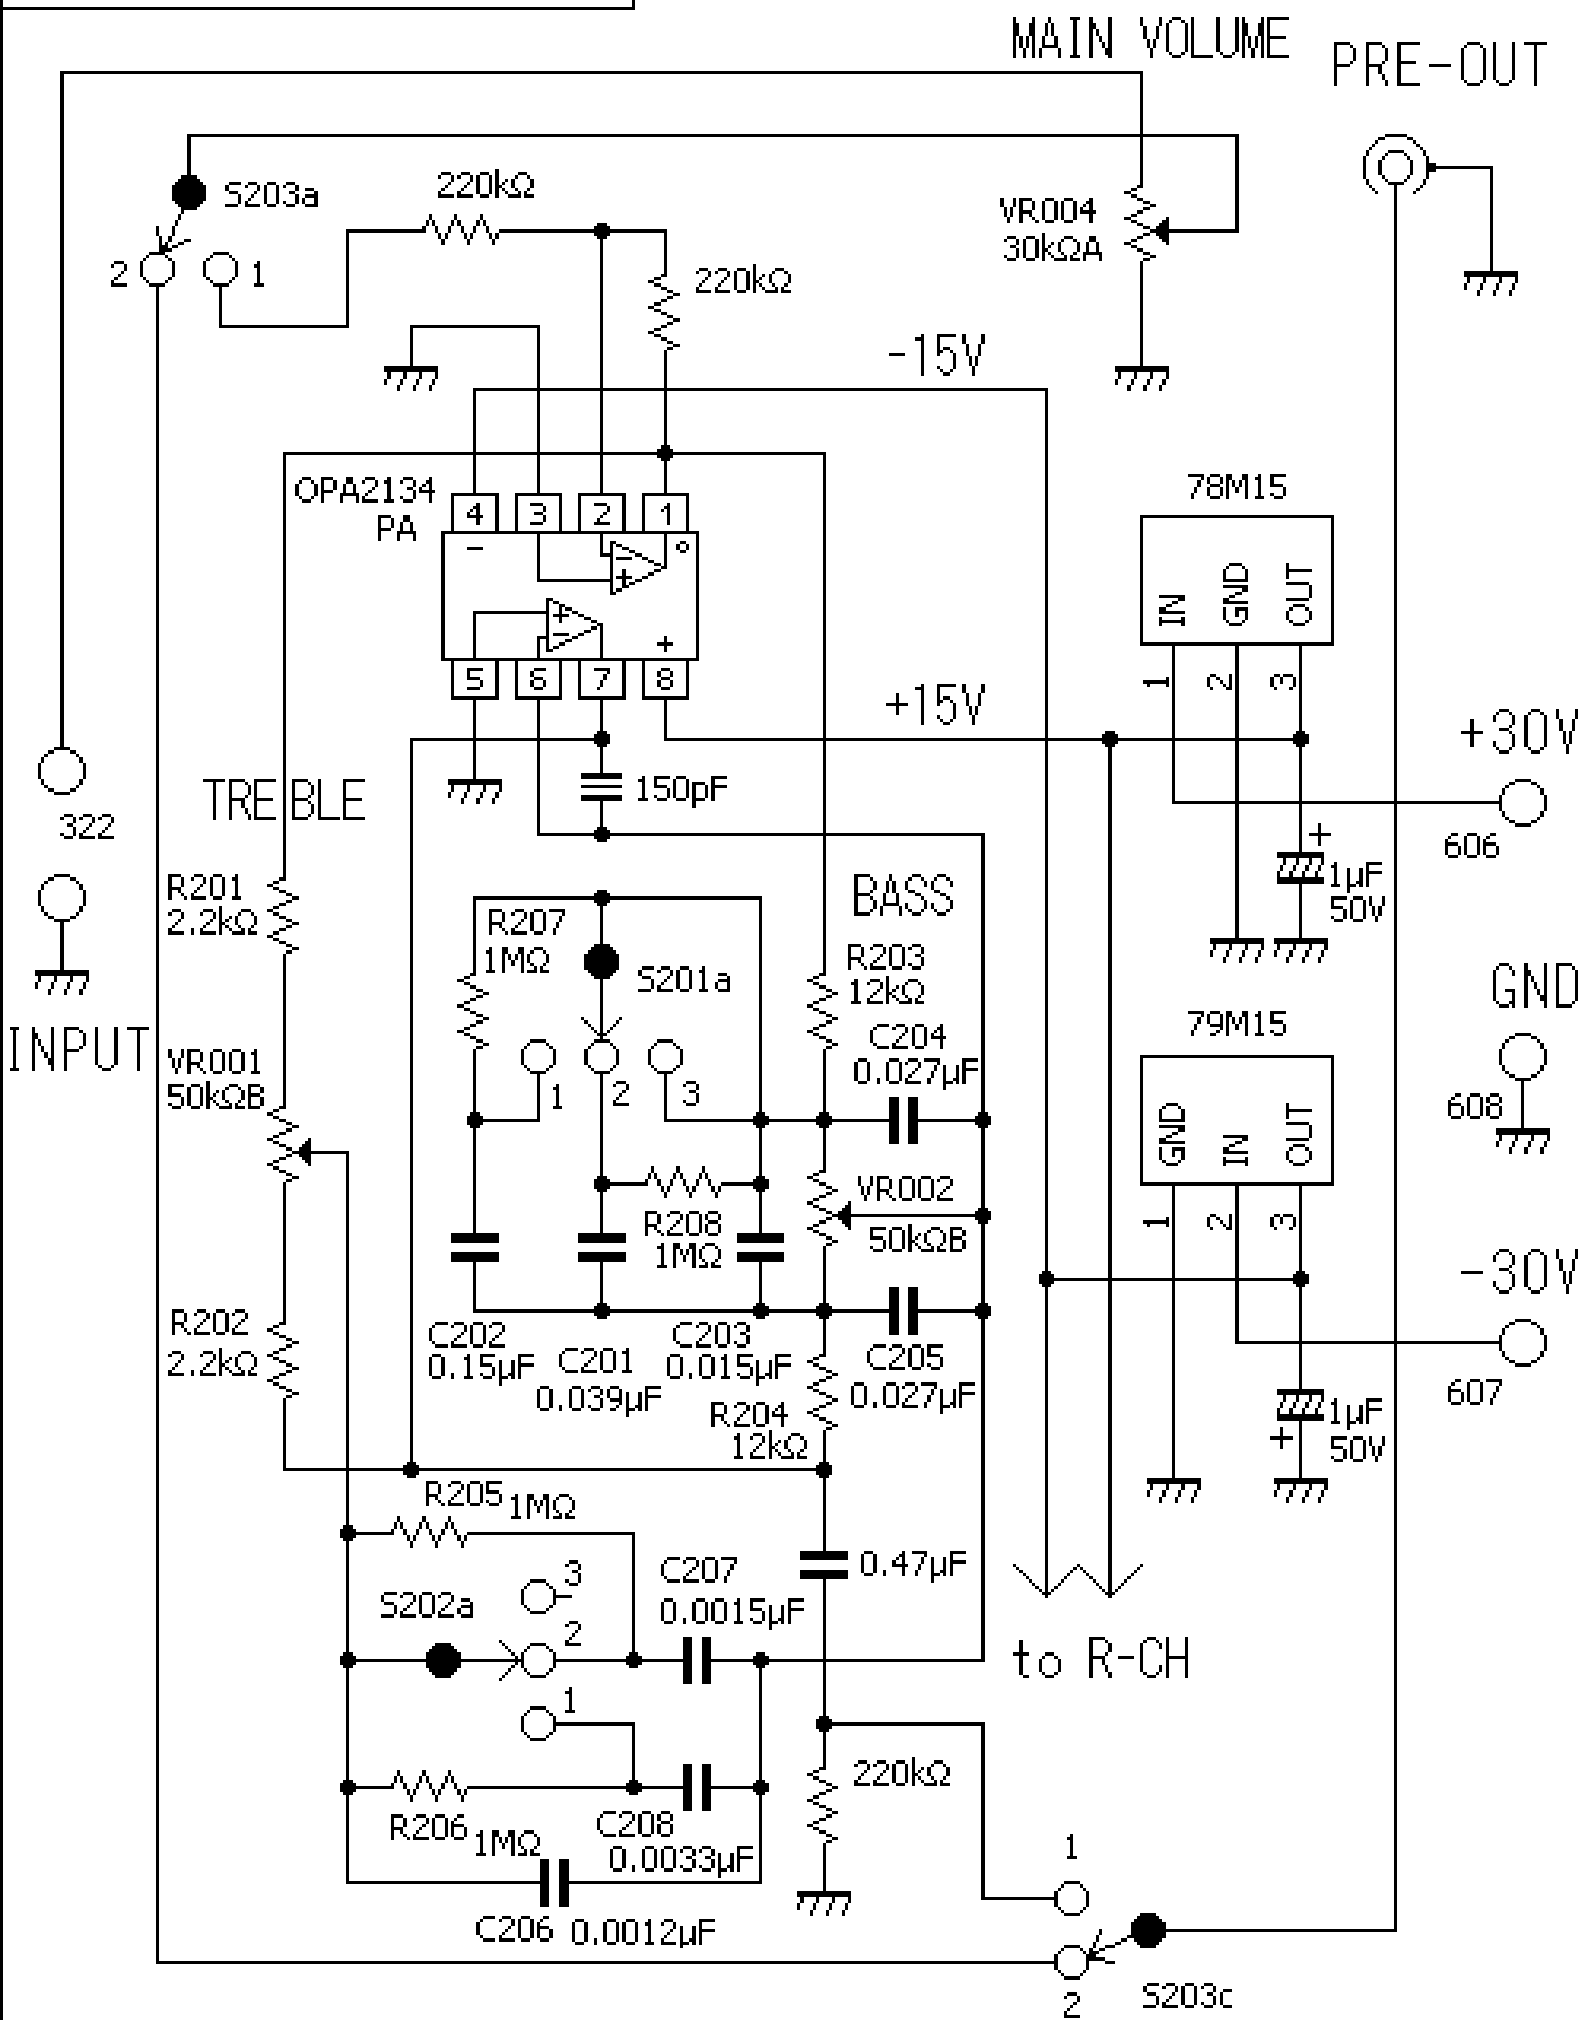 MAIN VOLUME
PRE-OUT
S203a
220kΩ
VR004
30kΩA
2
1
220kΩ
-15V
OPA2134
PA
4
3
2
1
-
-
+
+
-
+
5
6
7
8
78M15
IN
GND
OUT
1
2
3
+15V
+30V
606
+
1µF
50V
322
INPUT
TREBLE
150pF
R201
2.2kΩ
BASS
R207
1MΩ
S201a
R203
12kΩ
C204
0.027µF
GND
608
79M15
GND
IN
OUT
1
2
3
VR001
50kΩB
1
2
3
VR002
50kΩB
R208
1MΩ
-30V
607
+
1µF
50V
R202
2.2kΩ
C202
0.15µF
C201
0.039µF
C203
0.015µF
C205
0.027µF
R204
12kΩ
R205
1MΩ
0.47µF
3
C207
0.0015µF
S202a
2
1
to R-CH
220kΩ
R206
1MΩ
C208
0.0033µF
C206
0.0012µF
1
2
S203c